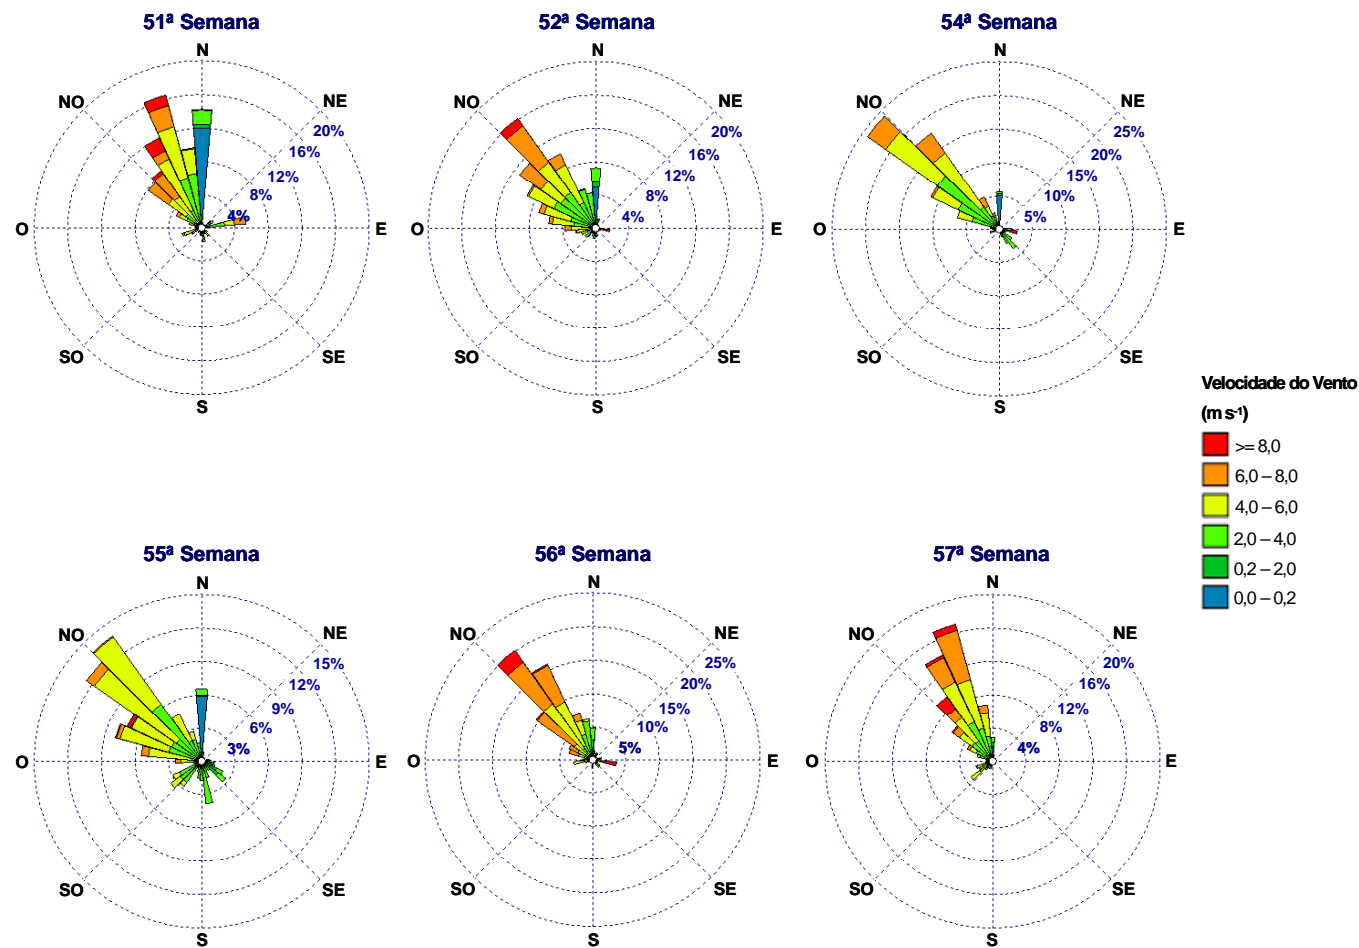 51ª Semana
52ª Semana
54ª Semana
N
N
N
NO
NE
NO
NE
NO
NE
20%
20%
25%
16%
16%
20%
12%
12%
15%
8%
8%
10%
4%
4%
5%
O
E
O
E
O
E
SO
SE
SO
SE
SO
SE
S
S
S
Velocidade do Vento
(m s-¹)
>= 8,0
6,0 – 8,0
4,0 – 6,0
2,0 – 4,0
0,2 – 2,0
0,0 – 0,2
55ª Semana
56ª Semana
57ª Semana
N
N
N
NO
NE
NO
NE
NO
NE
15%
25%
20%
12%
20%
16%
9%
15%
12%
6%
10%
8%
3%
5%
4%
O
E
O
E
O
E
SO
SE
SO
SE
SO
SE
S
S
S